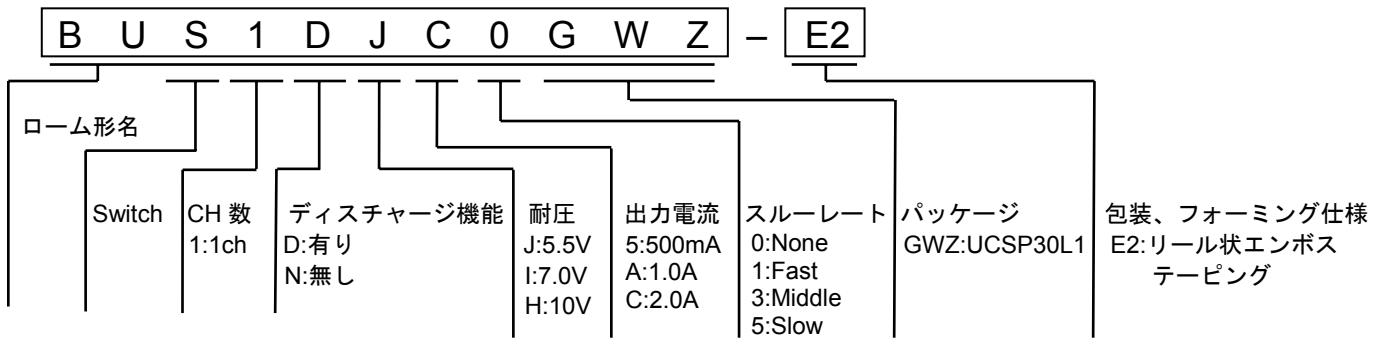 B U S 1 D J C 0 G W Z – E2
ローム形名
Switch
CH 数
1:1ch
ディスチャージ機能
D:有り
N:無し
耐圧
J:5.5V
I:7.0V
H:10V
出力電流
5:500mA
A:1.0A
C:2.0A
スルーレート
0:None
1:Fast
3:Middle
5:Slow
パッケージ
GWZ:UCSP30L1
包装、フォーミング仕様
E2:リール状エンボス
テーピング